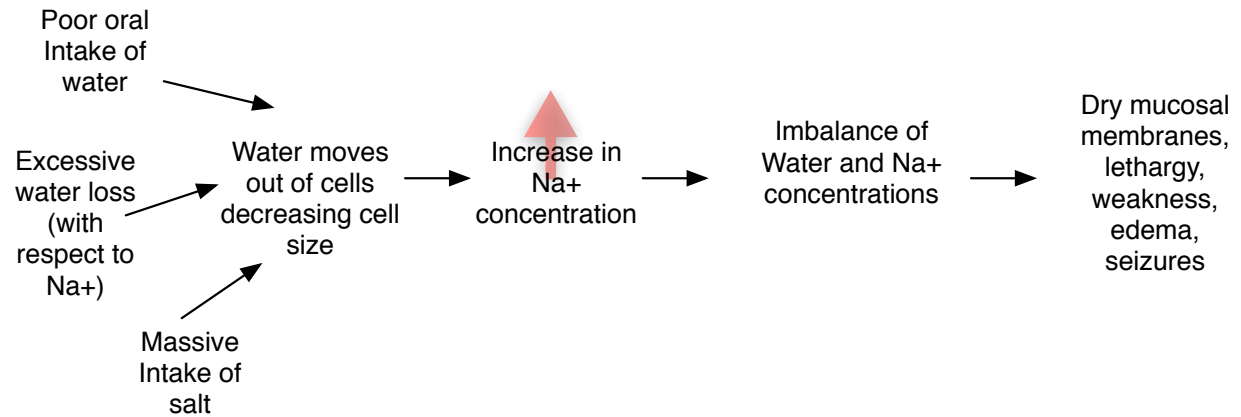 Poor oral
Intake of
water
Excessive
water loss
(with
respect to
Na+)
Massive
Intake of
salt
Water moves
out of cells
decreasing cell
size
Increase in
Na+
concentration
Imbalance of
Water and Na+
concentrations
Dry mucosal
membranes,
lethargy,
weakness,
edema,
seizures